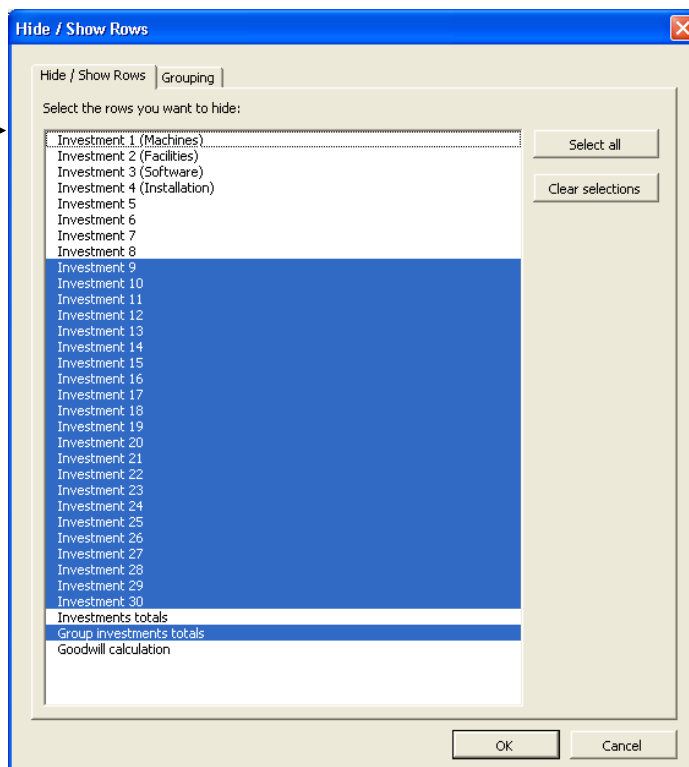 Hide / Show Rows
Hide / Show Rows Grouping
Select the rows you want to hide:
Investment 1 (Machines)
Investment 2 (Facilities)
Investment 3 (Software)
Investment 4 (Installation)
Investment 5
Investment 6
Investment 7
Investment 8
Investment 9
Investment 10
Investment 11
Investment 12
Investment 13
Investment 14
Investment 15
Investment 16
Investment 17
Investment 18
Investment 19
Investment 20
Investment 21
Investment 22
Investment 23
Investment 24
Investment 25
Investment 26
Investment 27
Investment 28
Investment 29
Investment 30
Investments totals
Group investments totals
Goodwill calculation
Select all
Clear selections
OK Cancel